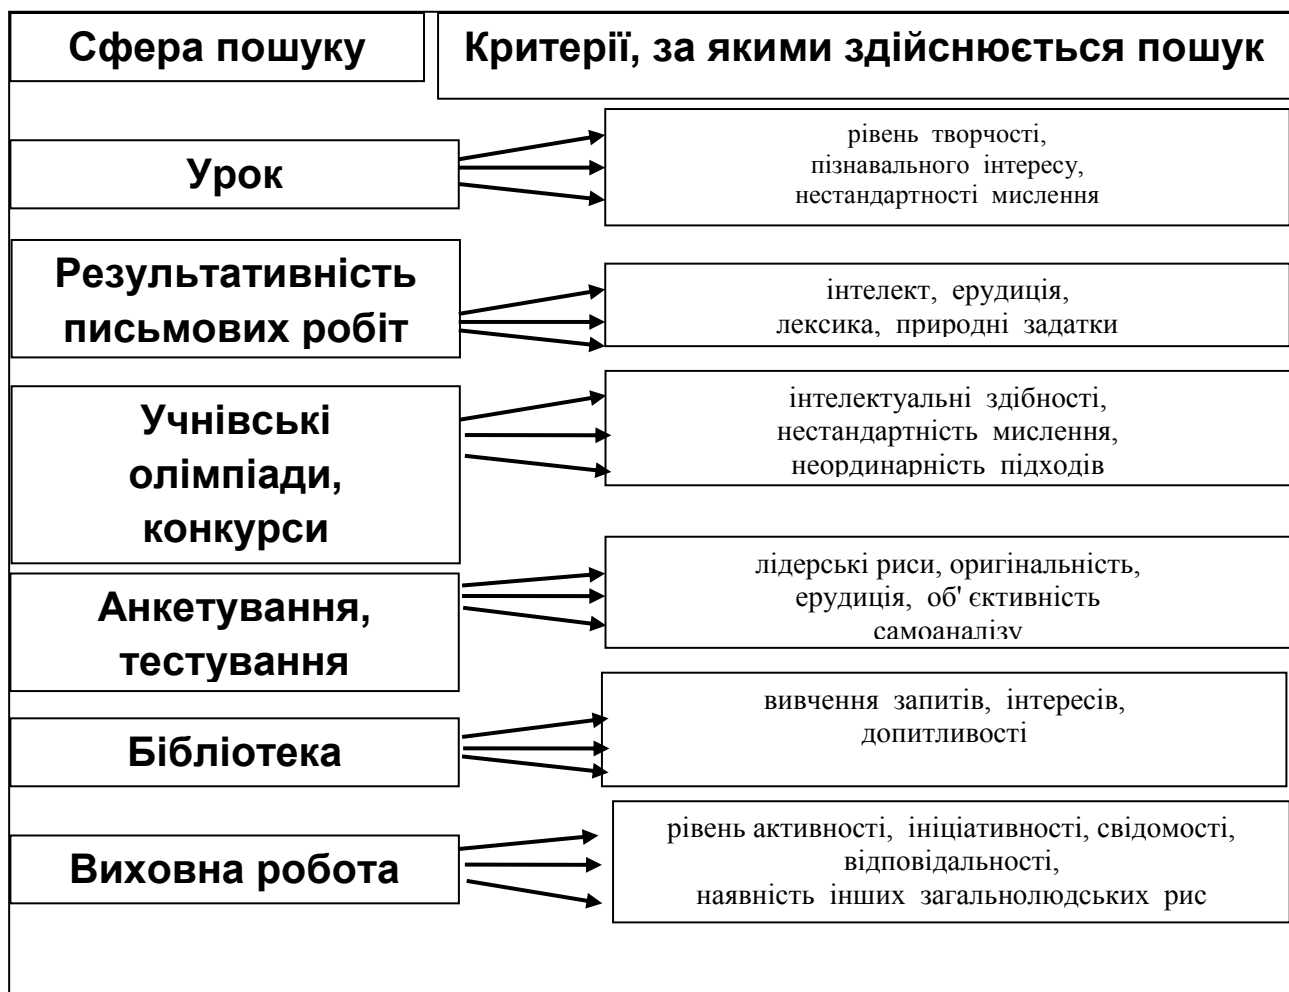 Сфера пошуку
Критерії, за якими здійснюється пошук
Урок
рівень творчості,
пізнавального інтересу,
нестандартності мислення
Результативність
письмових робіт
інтелект, ерудиція,
лексика, природні задатки
Учнівські
олімпіади,
конкурси
інтелектуальні здібності,
нестандартність мислення,
неординарність підходів
Анкетування,
тестування
лідерські риси, оригінальність,
ерудиція, об' єктивність
самоаналізу
Бібліотека
вивчення запитів, інтересів,
допитливості
Виховна робота
рівень активності, ініціативності, свідомості,
відповідальності,
наявність інших загальнолюдських рис